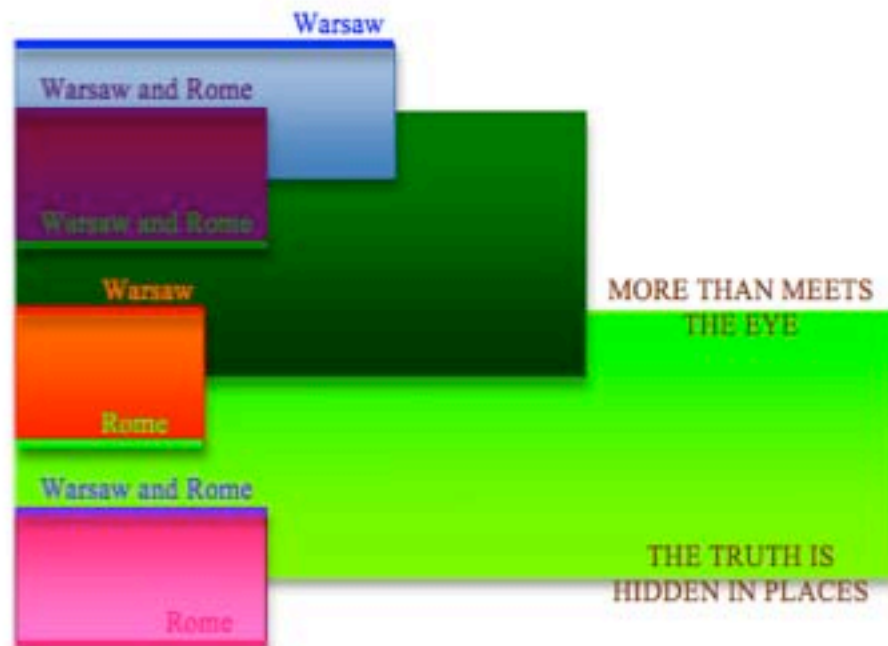 Warsaw
Warsaw and Rome
Warsaw and Rome
Warsaw
MORE THAN MEETS
THE EYE
Rome
Warsaw and Rome
THE TRUTH IS
HIDDEN IN PLACES
Rome